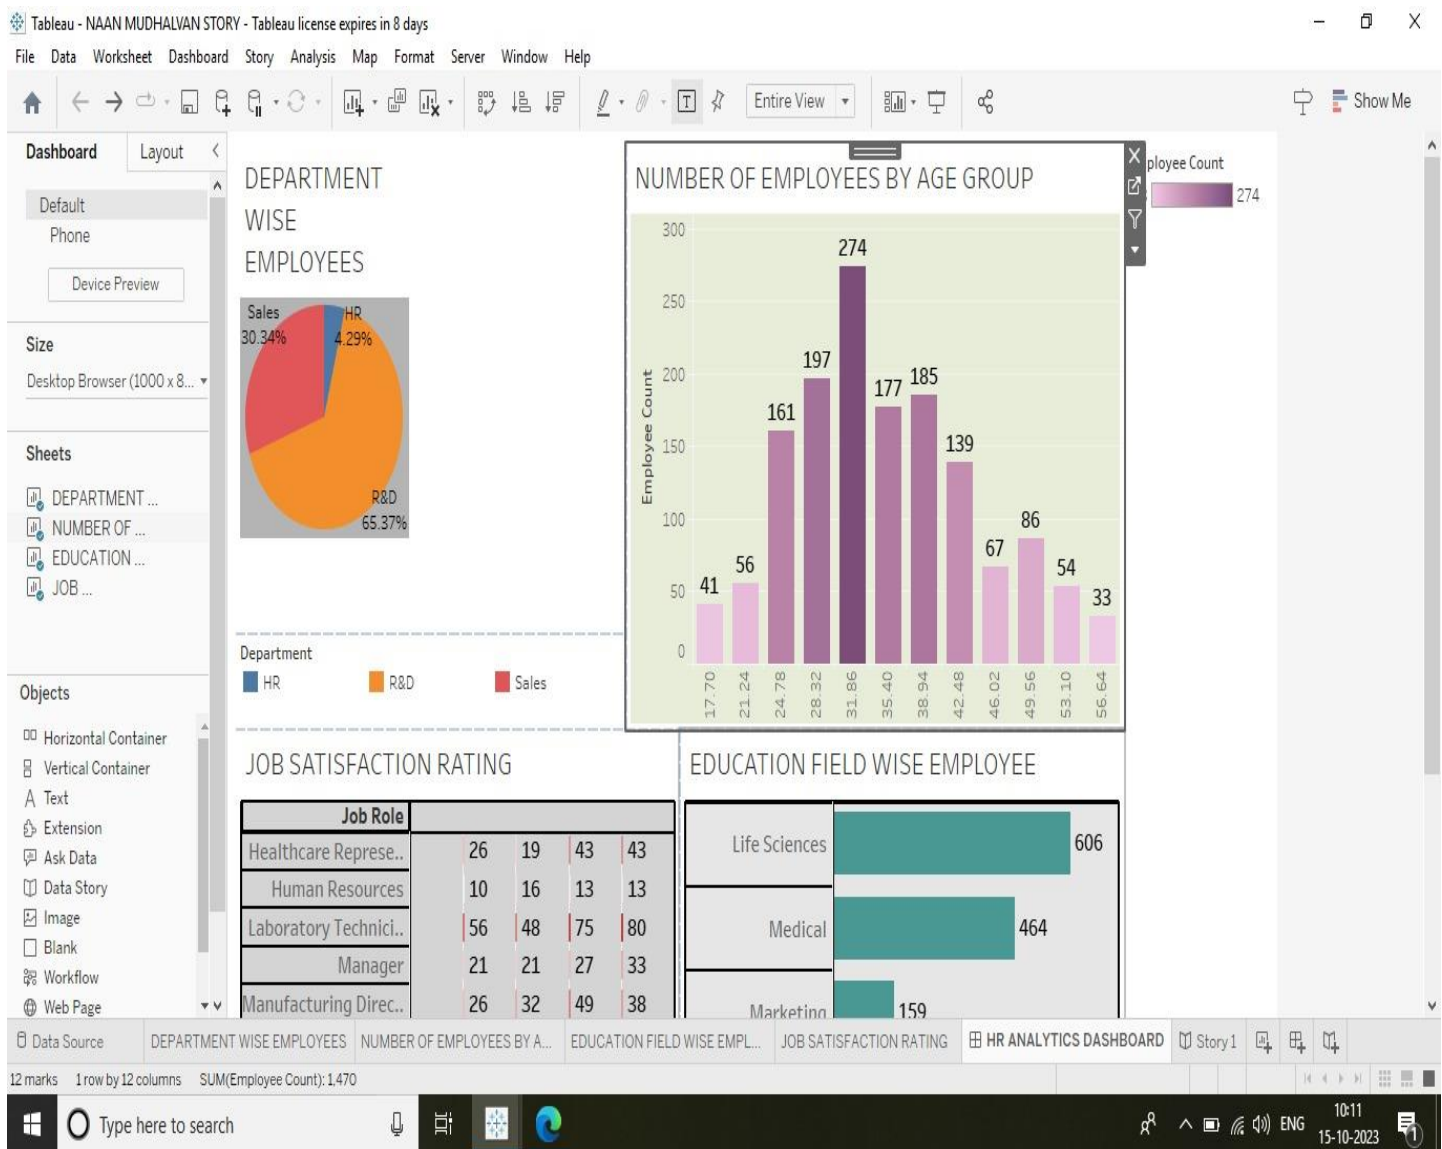 Tableau - NAAN MUDHALVAN STORY - Tableau license expires in 8 days
File Data Worksheet Dashboard Story Analysis Map Format Server Window Help
Entire View
Show Me
Dashboard Layout
Default
Phone
Device Preview
Size
Desktop Browser (1000 x 8...
Sheets
DEPARTMENT ...
NUMBER OF ...
EDUCATION ...
JOB ...
Objects
Horizontal Container
Vertical Container
Text
Extension
Ask Data
Data Story
Image
Blank
Workflow
Web Page
DEPARTMENT
WISE
EMPLOYEES
Sales
30.34%
HR
4.29%
R&D
65.37%
Department
HR R&D Sales
NUMBER OF EMPLOYEES BY AGE GROUP
Employee Count
300
250
200
150
100
50
0
41 56 161 197 274 177 185 139 67 86 54 33
17.70 21.24 24.78 28.32 31.86 35.40 38.94 42.48 46.02 49.56 53.10 56.64
ployee Count
274
JOB SATISFACTION RATING
Job Role
Healthcare Represe.. 26 19 43 43
Human Resources 10 16 13 13
Laboratory Technici.. 56 48 75 80
Manager 21 21 27 33
Manufacturing Direc.. 26 32 49 38
EDUCATION FIELD WISE EMPLOYEE
Life Sciences 606
Medical 464
Marketing 159
Data Source DEPARTMENT WISE EMPLOYEES NUMBER OF EMPLOYEES BY A... EDUCATION FIELD WISE EMPL... JOB SATISFACTION RATING HR ANALYTICS DASHBOARD Story 1
12 marks 1 row by 12 columns SUM(Employee Count): 1,470
Type here to search
ENG
10:11
15-10-2023
1